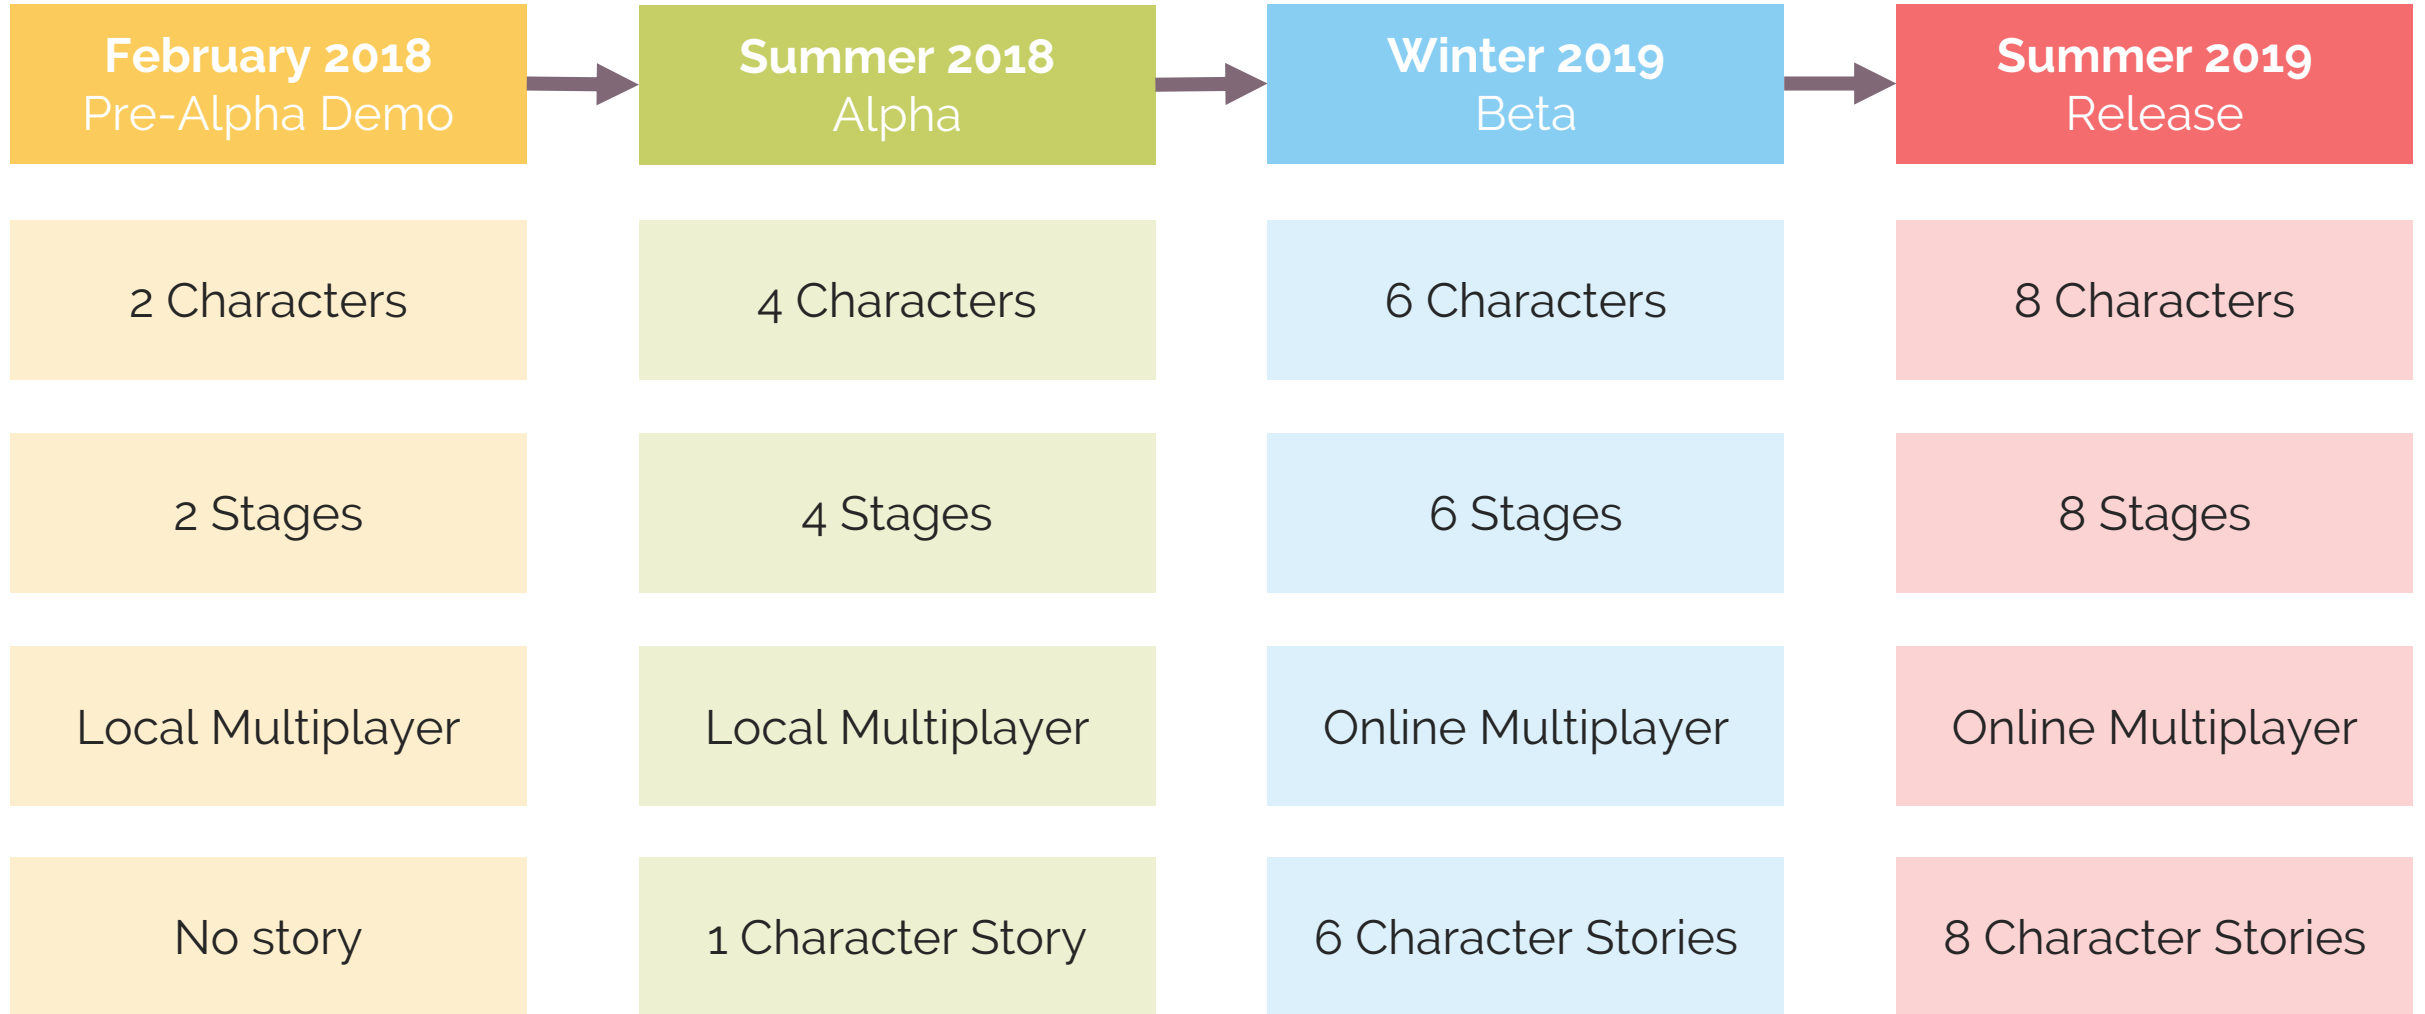 February 2018
Pre-Alpha Demo
Summer 2018
Alpha
Winter 2019
Beta
Summer 2019
Release
2 Characters
4 Characters
6 Characters
8 Characters
2 Stages
4 Stages
6 Stages
8 Stages
Local Multiplayer
Local Multiplayer
Online Multiplayer
Online Multiplayer
No story
1 Character Story
6 Character Stories
8 Character Stories